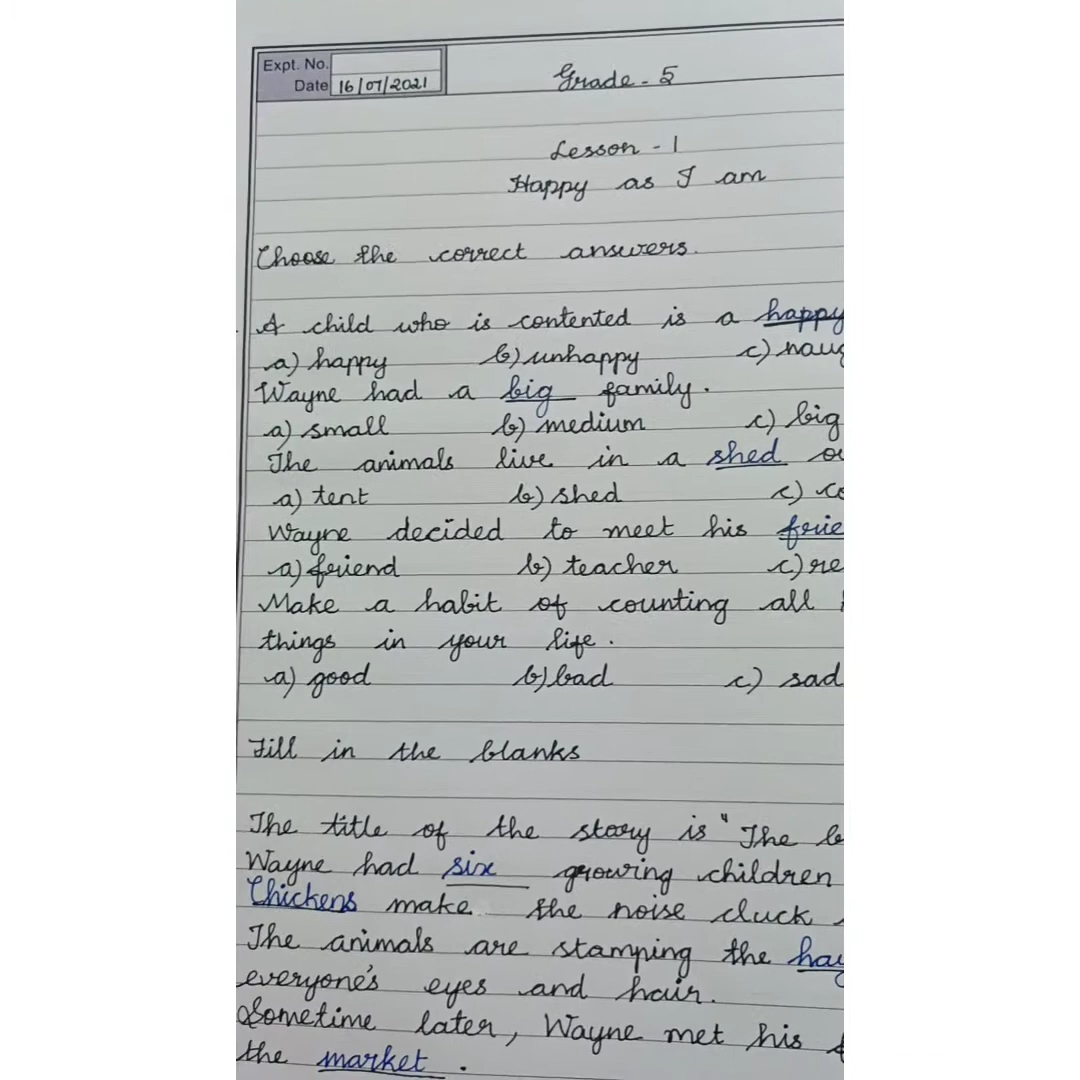 Expt. No.
Date 16/07/2021
Grade - 5
Lesson - 1
Happy as I am
Choose the correct answers.
A child who is contented is a happy
a) happy b) unhappy c)
Wayne had a big family.
a) small b) medium c) big
The animals live in a shed
a) tent b) shed c)
Wayne decided to meet his
a) friend b) teacher c)
Make a habit of counting all
things in your life.
a) good b) bad c) sad
Fill in the blanks
The title of the story is "The
Wayne had six growing children
Chickens make the noise cluck
The animals are stamping the hay
everyone's eyes and hair.
Sometime later, Wayne met his
the market.